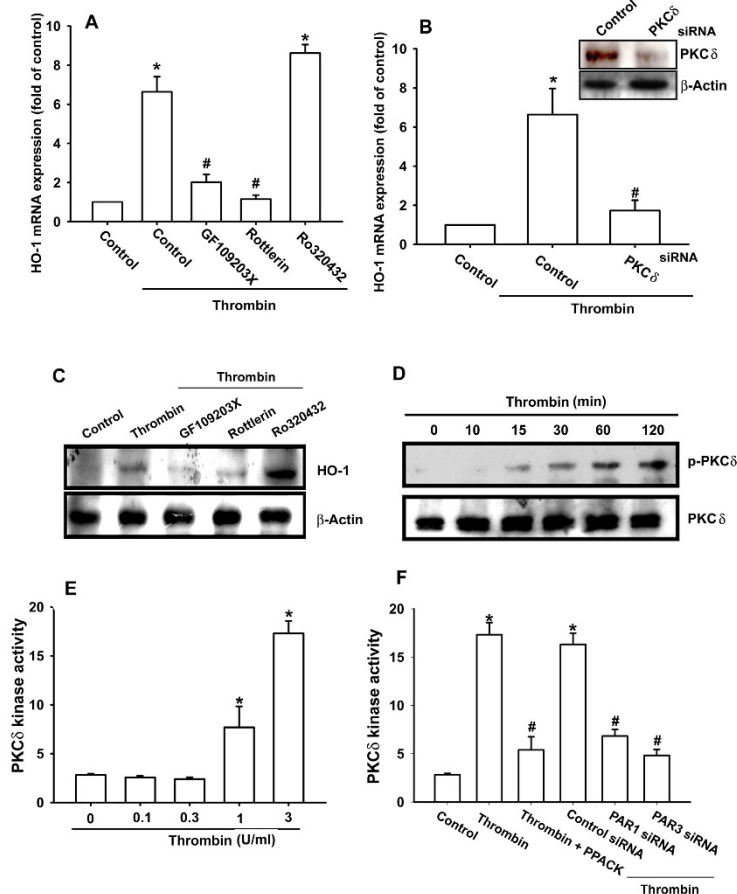 A
HO-1 mRNA expression (fold of control)
10
8
6
4
2
0
*
#
#
*
Control
Control
GF109203X
Rottlerin
Ro320432
Thrombin
B
Control
PKCδ
siRNA
PKCδ
β-Actin
HO-1 mRNA expression (fold of control)
10
8
6
4
2
0
*
#
Control
Control
PKCδ
siRNA
Thrombin
C
Thrombin
Control
Thrombin
GF109203X
Rottlerin
Ro320432
HO-1
β-Actin
D
Thrombin (min)
0 10 15 30 60 120
p-PKCδ
PKCδ
E
PKCδ kinase activity
20
15
10
5
0
*
*
0 0.1 0.3 1 3
Thrombin (U/ml)
F
PKCδ kinase activity
20
15
10
5
0
*
#
*
#
#
Control
Thrombin
Thrombin + PPACK
Control siRNA
PAR1 siRNA
PAR3 siRNA
Thrombin